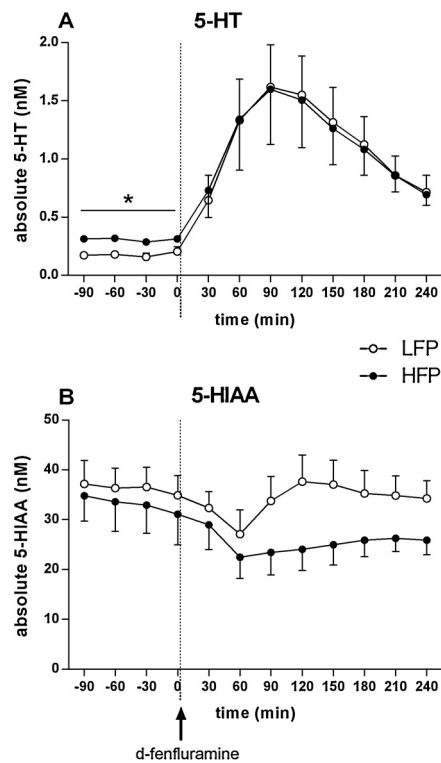 A
5-HT
absolute 5-HT (nM)
2.0
1.5
1.0
0.5
0.0
*
-90 -60 -30 0 30 60 90 120 150 180 210 240
time (min)
LFP
HFP
B
5-HIAA
absolute 5-HIAA (nM)
50
40
30
20
10
0
-90 -60 -30 0 30 60 90 120 150 180 210 240
time (min)
d-fenfluramine